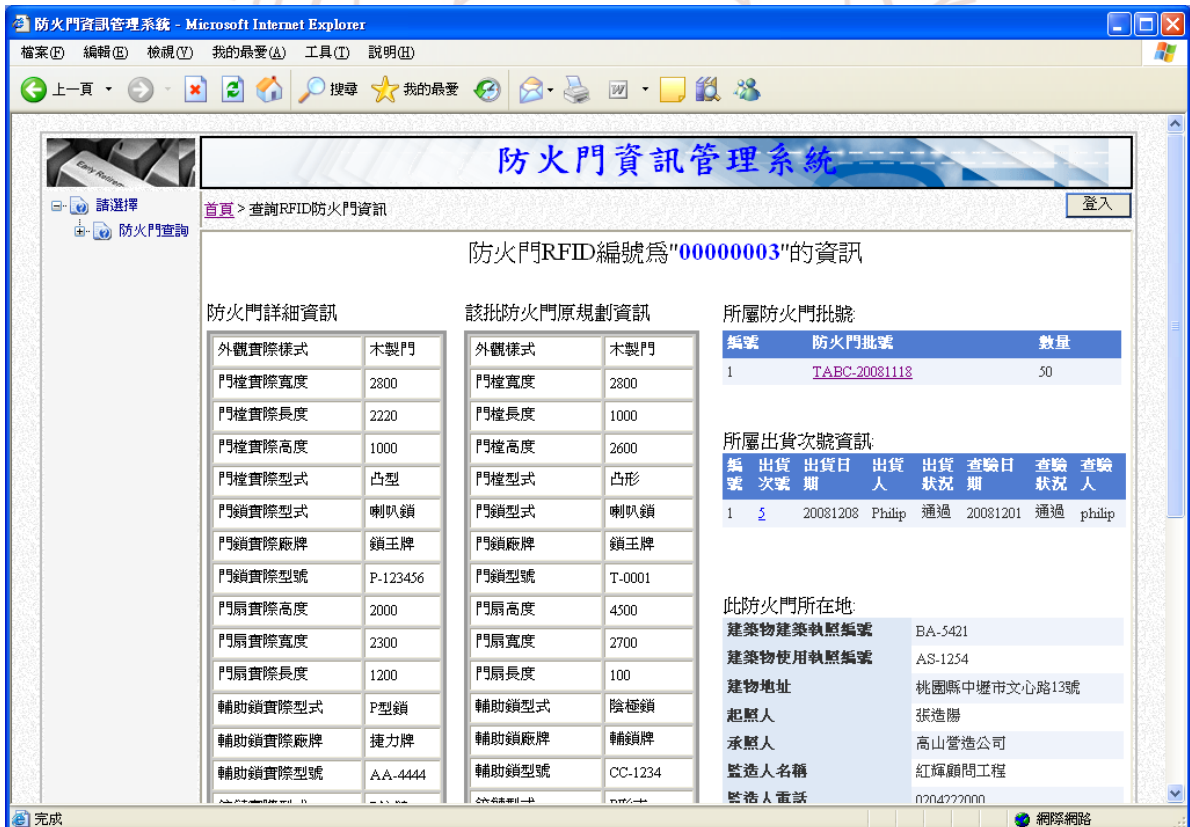 防火門資訊管理系統 - Microsoft Internet Explorer
檔案(F) 編輯(E) 檢視(V) 我的最愛(A) 工具(T) 說明(H)
上一頁 搜尋 我的最愛
Early Retirem
防火門資訊管理系統
請選擇
防火門查詢
首頁 > 查詢RFID防火門資訊
登入
防火門RFID編號為"00000003"的資訊
防火門詳細資訊
外觀實際樣式 木製門
門檔實際寬度 2800
門檔實際長度 2220
門檔實際高度 1000
門檔實際型式 凸型
門鎖實際型式 喇叭鎖
門鎖實際廠牌 鎖王牌
門鎖實際型號 P-123456
門扇實際高度 2000
門扇實際寬度 2300
門扇實際長度 1200
輔助鎖實際型式 P型鎖
輔助鎖實際廠牌 捷力牌
輔助鎖實際型號 AA-4444
該批防火門原規劃資訊
外觀樣式 木製門
門檔寬度 2800
門檔長度 1000
門檔高度 2600
門檔型式 凸形
門鎖型式 喇叭鎖
門鎖廠牌 鎖王牌
門鎖型號 T-0001
門扇高度 4500
門扇寬度 2700
門扇長度 100
輔助鎖型式 陰極鎖
輔助鎖廠牌 輔鎖牌
輔助鎖型號 CC-1234
所屬防火門批號:
編號 防火門批號 數量
1 TABC-20081118 50
所屬出貨次號資訊:
編號 出貨次號 出貨日期 出貨人 出貨狀況 查驗日期 查驗狀況 查驗人
1 5 20081208 Philip 通過 20081201 通過 philip
此防火門所在地:
建築物建築執照編號 BA-5421
建築物使用執照編號 AS-1254
建物地址 桃園縣中壢市文心路13號
起照人 張造陽
承照人 高山營造公司
監造人名稱 紅輝顧問工程
監造人電話 0204222000
完成
網際網路